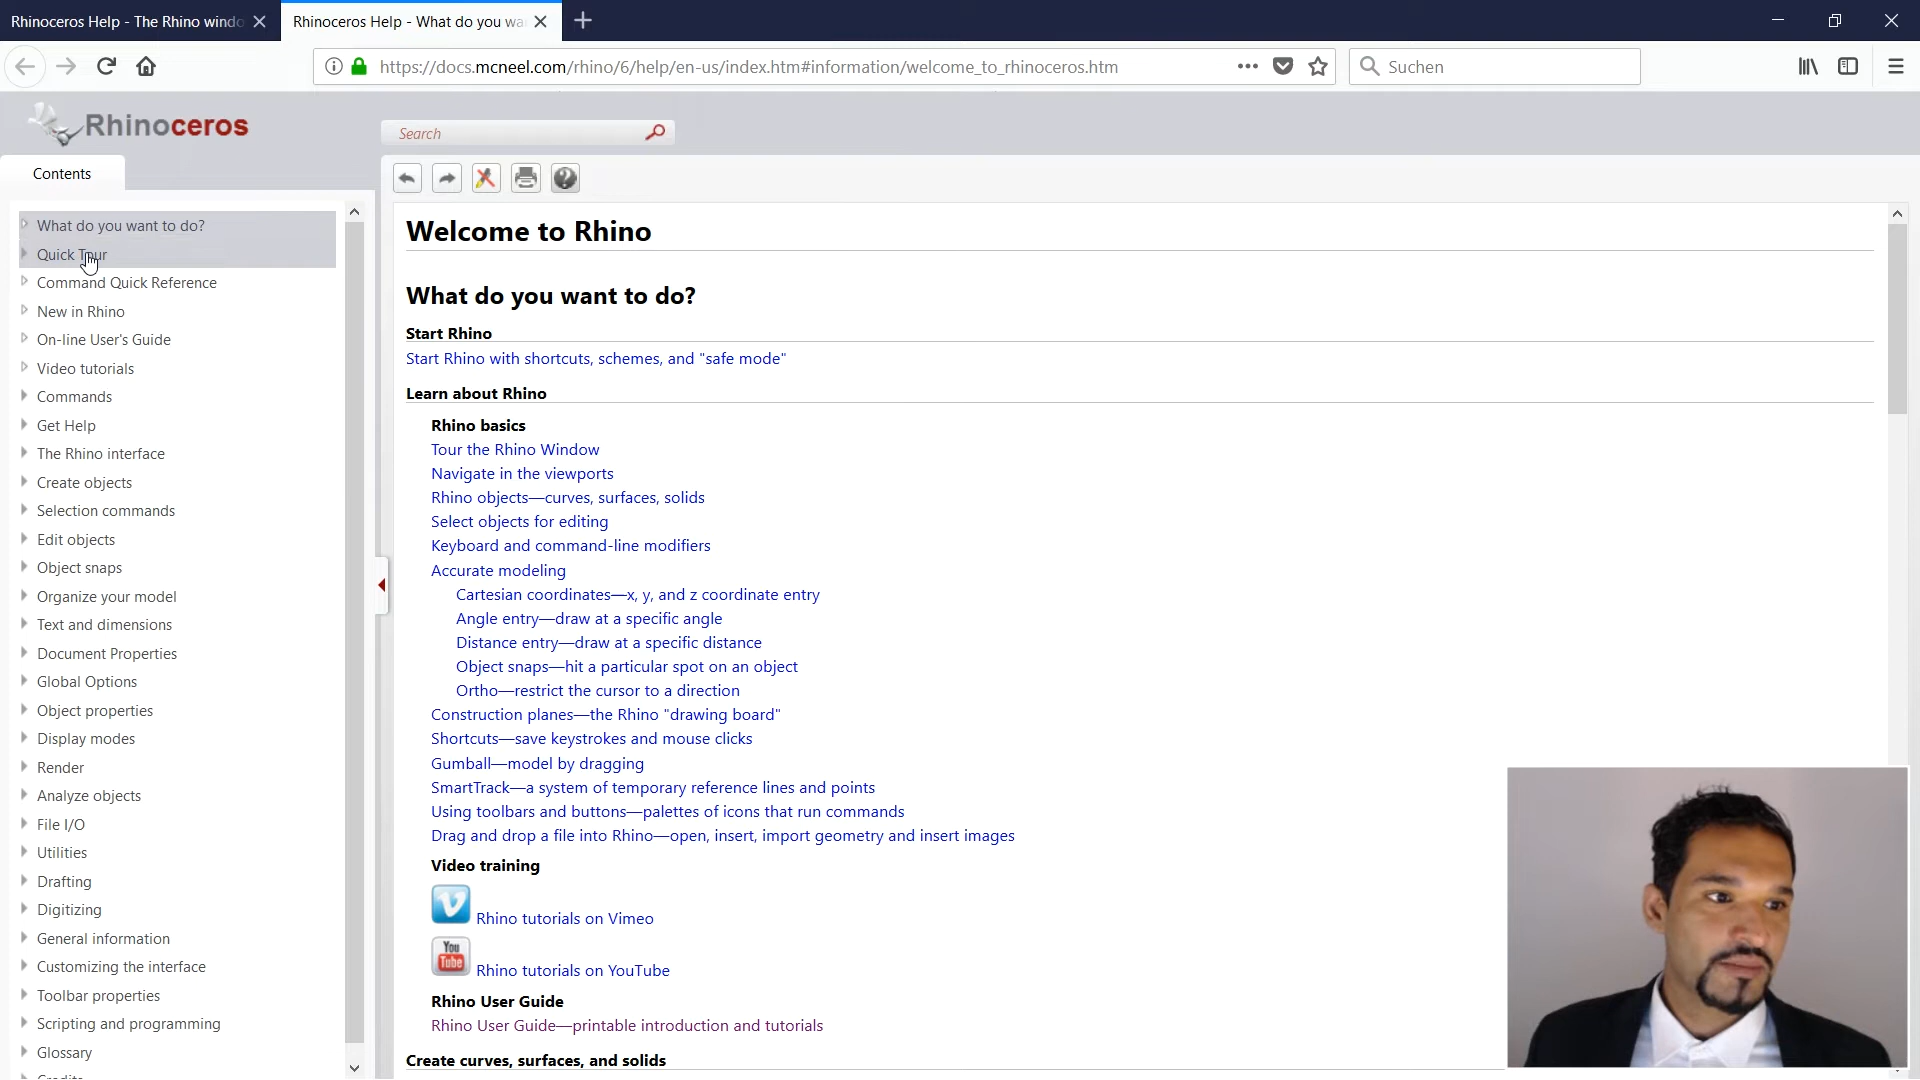 Rhinoceros Help - The Rhino windo
Rhinoceros Help - What do you wa
https://docs.mcneel.com/rhino/6/help/en-us/index.htm#information/welcome_to_rhinoceros.htm
Suchen
Rhinoceros
Search
Contents
What do you want to do?
Quick Tour
Command Quick Reference
New in Rhino
On-line User's Guide
Video tutorials
Commands
Get Help
The Rhino interface
Create objects
Selection commands
Edit objects
Object snaps
Organize your model
Text and dimensions
Document Properties
Global Options
Object properties
Display modes
Render
Analyze objects
File I/O
Utilities
Drafting
Digitizing
General information
Customizing the interface
Toolbar properties
Scripting and programming
Glossary
Welcome to Rhino
What do you want to do?
Start Rhino
Start Rhino with shortcuts, schemes, and "safe mode"
Learn about Rhino
Rhino basics
Tour the Rhino Window
Navigate in the viewports
Rhino objects—curves, surfaces, solids
Select objects for editing
Keyboard and command-line modifiers
Accurate modeling
Cartesian coordinates—x, y, and z coordinate entry
Angle entry—draw at a specific angle
Distance entry—draw at a specific distance
Object snaps—hit a particular spot on an object
Ortho—restrict the cursor to a direction
Construction planes—the Rhino "drawing board"
Shortcuts—save keystrokes and mouse clicks
Gumball—model by dragging
SmartTrack—a system of temporary reference lines and points
Using toolbars and buttons—palettes of icons that run commands
Drag and drop a file into Rhino—open, insert, import geometry and insert images
Video training
Rhino tutorials on Vimeo
You
Tube
Rhino tutorials on YouTube
Rhino User Guide
Rhino User Guide—printable introduction and tutorials
Create curves, surfaces, and solids